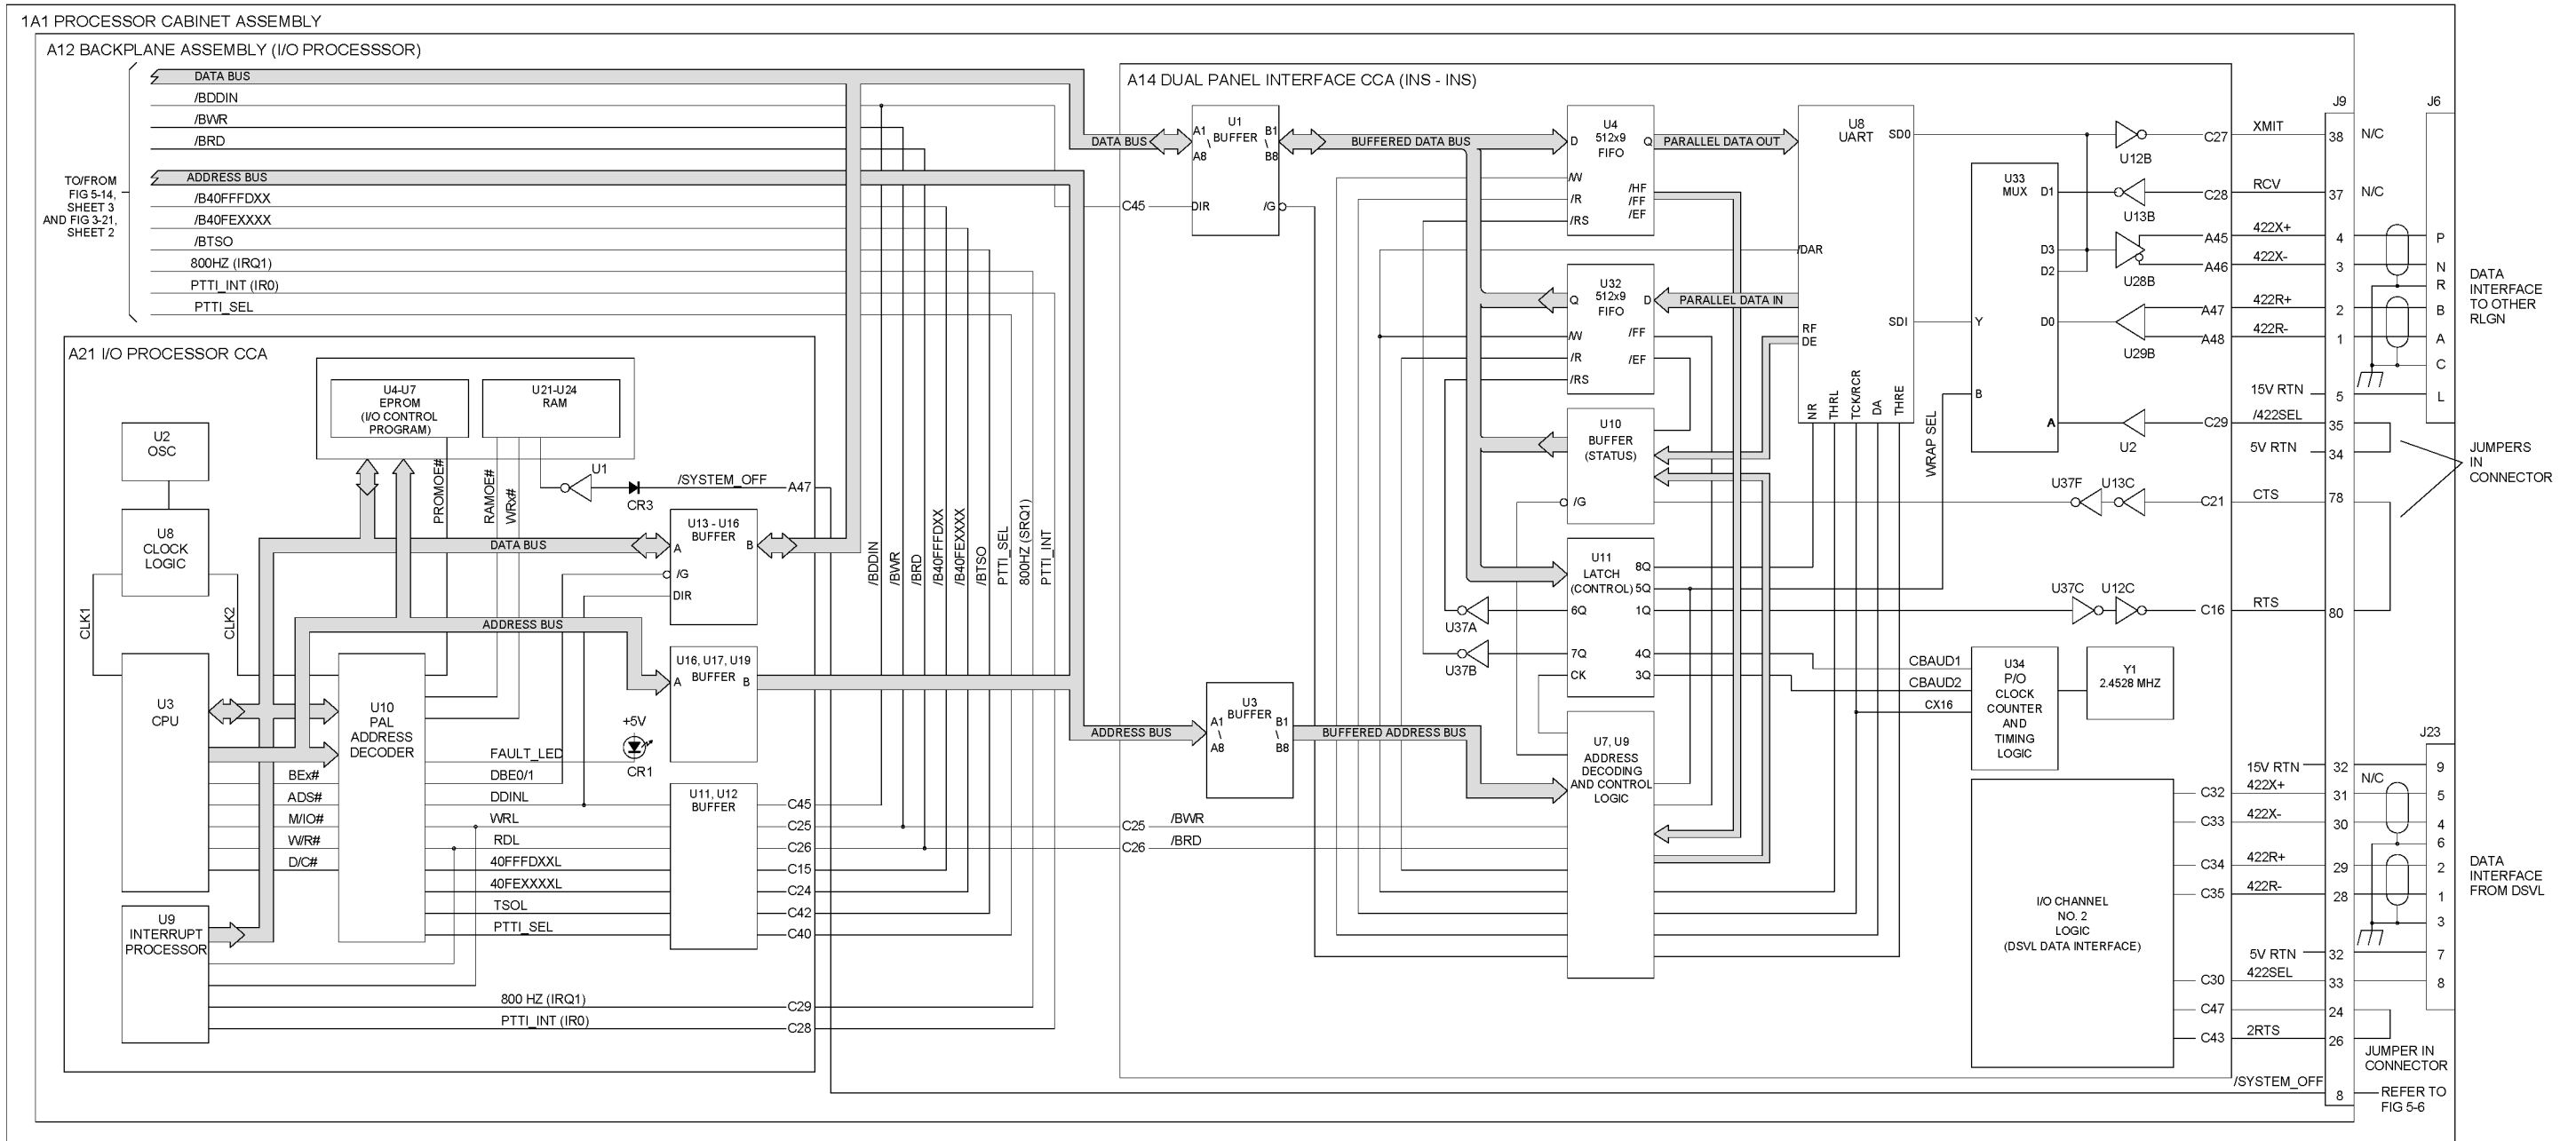 1A1 PROCESSOR CABINET ASSEMBLY
A12 BACKPLANE ASSEMBLY (I/O PROCESSSOR)
DATA BUS
/BDDIN
/BWR
/BRD
ADDRESS BUS
/B40FFFDXX
/B40FEXXXX
/BTSO
800HZ (IRQ1)
PTTI_INT (IR0)
PTTI_SEL
TO/FROM
FIG 5-14,
SHEET 3
AND FIG 3-21,
SHEET 2
A21 I/O PROCESSOR CCA
U4-U7
EPROM
(I/O CONTROL
PROGRAM)
U21-U24
RAM
U2
OSC
U8
CLOCK
LOGIC
CLK1
CLK2
PROMOE#
RAMOE#
WRx#
U1
CR3
/SYSTEM_OFF
A47
U13 - U16
BUFFER
A
B
/G
DIR
DATA BUS
ADDRESS BUS
U16, U17, U19
BUFFER
A
B
U3
CPU
U10
PAL
ADDRESS
DECODER
+5V
CR1
FAULT_LED
BEx#
ADS#
M/IO#
W/R#
D/C#
DBE0/1
DDINL
WRL
RDL
40FFFDXXL
40FEXXXXL
TSOL
PTTI_SEL
U11, U12
BUFFER
C45
C25
C26
C15
C24
C42
C40
U9
INTERRUPT
PROCESSOR
800 HZ (IRQ1)
C29
PTTI_INT (IR0)
C28
/BDDIN
/BWR
/BRD
/B40FFFDXX
/B40FEXXXX
/BTSO
PTTI_SEL
800HZ (SRQ1)
PTTI_INT
A14 DUAL PANEL INTERFACE CCA (INS - INS)
DATA BUS
C45
U1
BUFFER
A1
\
A8
B1
\
B8
DIR
/G
BUFFERED DATA BUS
U4
512x9
FIFO
D
Q
/W
/R
/RS
/HF
/FF
/EF
PARALLEL DATA OUT
U32
512x9
FIFO
Q
D
/W
/R
/RS
/FF
/EF
PARALLEL DATA IN
U10
BUFFER
(STATUS)
/G
U11
LATCH
(CONTROL)
8Q
5Q
6Q
1Q
7Q
4Q
CK
3Q
U37A
U37B
U7, U9
ADDRESS
DECODING
AND CONTROL
LOGIC
ADDRESS BUS
U3
BUFFER
A1
\
A8
B1
\
B8
BUFFERED ADDRESS BUS
C25
/BWR
C26
/BRD
U8
UART
SD0
/DAR
SDI
RF
DE
NR
THRL
TCK/RCR
DA
THRE
WRAP SEL
U33
MUX
D1
D3
D2
D0
Y
B
A
U12B
U13B
U28B
U29B
U2
U37F
U13C
U37C
U12C
CBAUD1
CBAUD2
CX16
U34
P/O
CLOCK
COUNTER
AND
TIMING
LOGIC
Y1
2.4528 MHZ
I/O CHANNEL
NO. 2
LOGIC
(DSVL DATA INTERFACE)
J9
J6
C27
XMIT
38
N/C
C28
RCV
37
N/C
A45
422X+
4
P
A46
422X-
3
N
R
A47
422R+
2
B
A48
422R-
1
A
C
15V RTN
5
L
C29
/422SEL
35
5V RTN
34
C21
CTS
78
C16
RTS
80
DATA
INTERFACE
TO OTHER
RLGN
JUMPERS
IN
CONNECTOR
J23
15V RTN
32
9
N/C
C32
422X+
31
5
C33
422X-
30
4
6
C34
422R+
29
2
C35
422R-
28
1
3
5V RTN
32
7
C30
422SEL
33
8
C47
24
C43
2RTS
26
DATA
INTERFACE
FROM DSVL
JUMPER IN
CONNECTOR
/SYSTEM_OFF
8
REFER TO
FIG 5-6